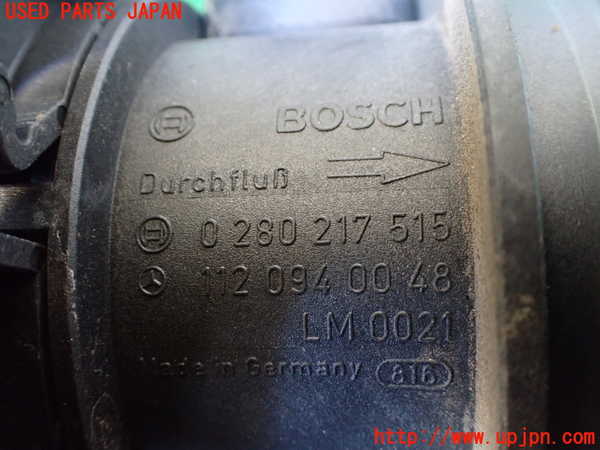 USED PARTS JAPAN
BOSCH
Durchfluß
0 280 217 515
112 094 00 48
LM 0021
Made in Germany 816
http://www.upjpn.com